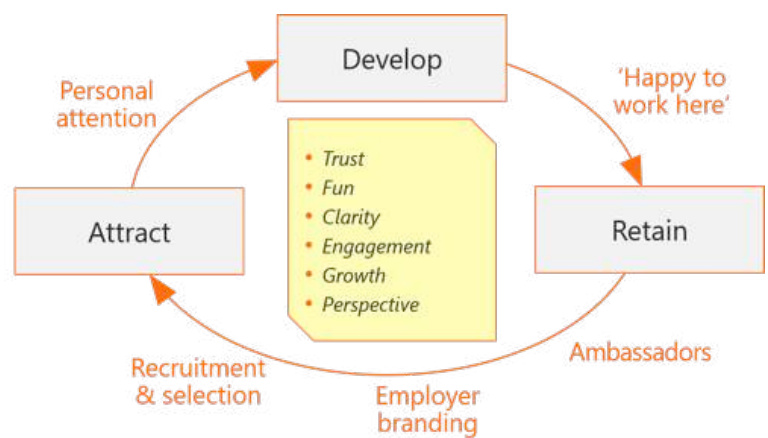 Develop
Personal
attention
‘Happy to
work here‘
• Trust
• Fun
• Clarity
• Engagement
• Growth
• Perspective
Attract
Retain
Ambassadors
Recruitment
& selection
Employer
branding